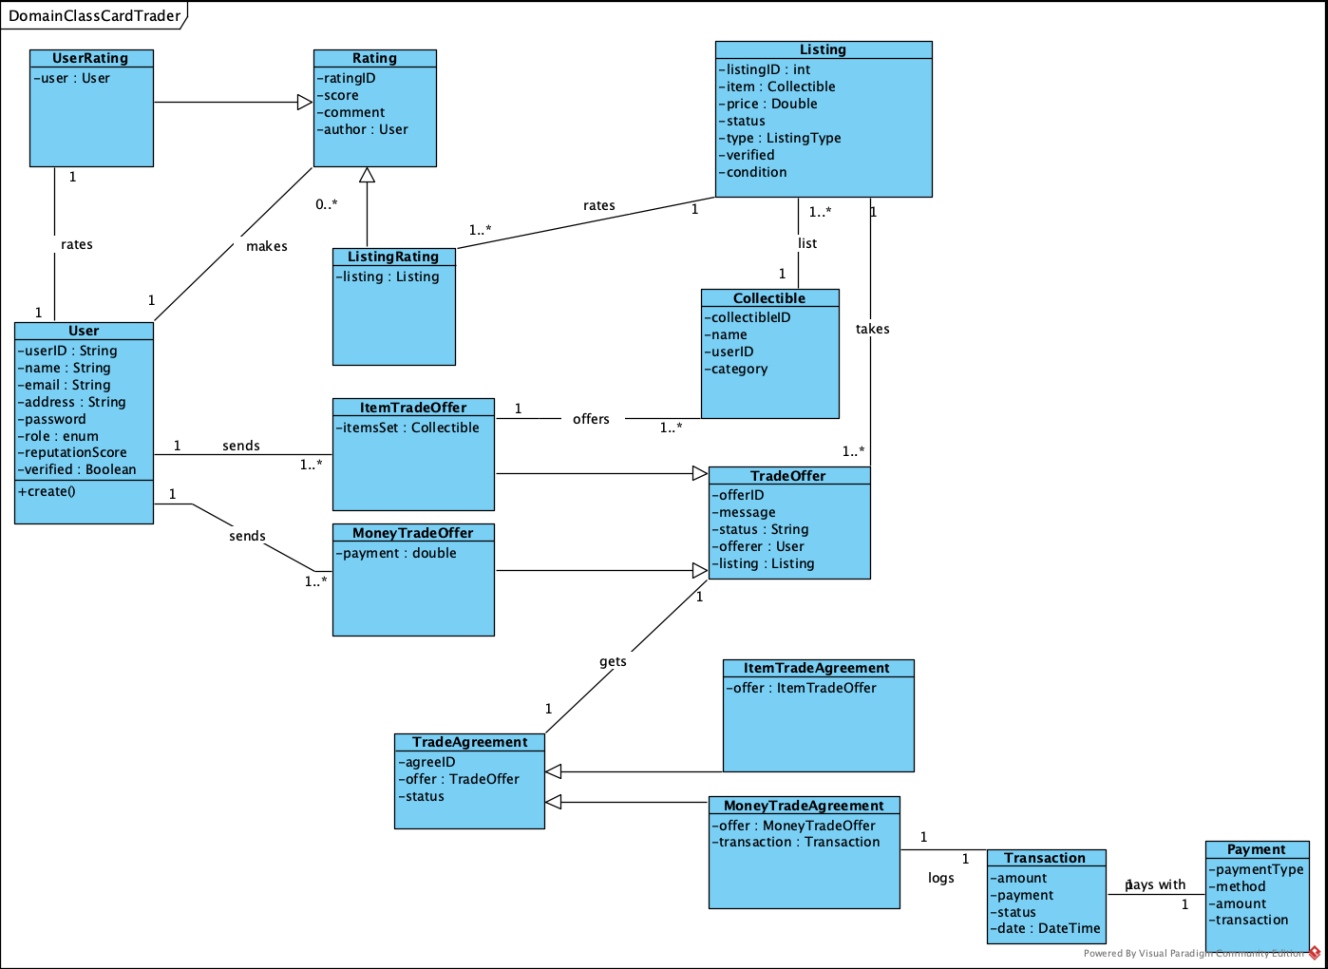 DomainClassCardTrader
UserRating
-user : User
Rating
-ratingID
-score
-comment
-author : User
Listing
-listingID : int
-item : Collectible
-price : Double
-status
-type : ListingType
-verified
-condition
1
0..*
rates
1
1..*
1
rates
makes
1..*
list
1
ListingRating
-listing : Listing
1
1
Collectible
-collectibleID
-name
-userID
-category
takes
User
-userID : String
-name : String
-email : String
-address : String
-password
-role : enum
-reputationScore
-verified : Boolean
+create()
ItemTradeOffer
-itemsSet : Collectible
1
offers
1..*
1
sends
1..*
1..*
TradeOffer
-offerID
-message
-status : String
-offerer : User
-listing : Listing
1
sends
1..*
MoneyTradeOffer
-payment : double
1
gets
1
ItemTradeAgreement
-offer : ItemTradeOffer
TradeAgreement
-agreeID
-offer : TradeOffer
-status
MoneyTradeAgreement
-offer : MoneyTradeOffer
-transaction : Transaction
1
1
logs
Transaction
-amount
-payment
-status
-date : DateTime
1
pays with
1
Payment
-paymentType
-method
-amount
-transaction
Powered By Visual Paradigm Community Edition